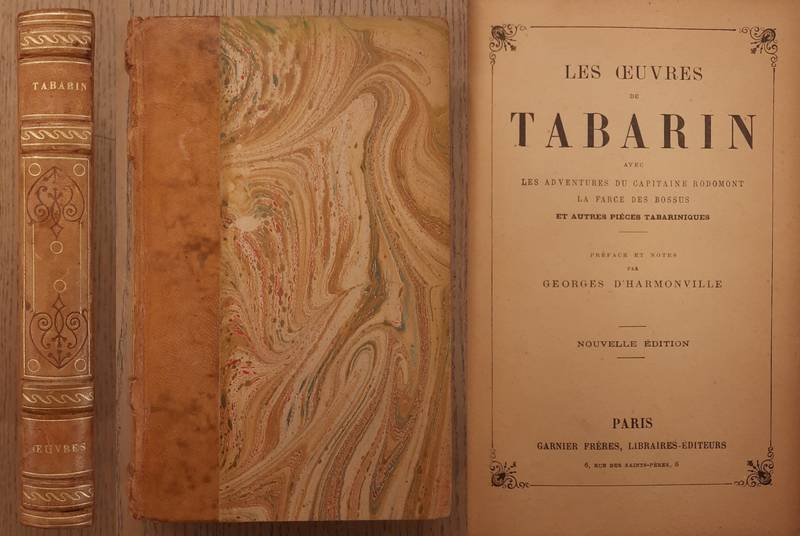 TABARIN
ŒUVRES
LES ŒUVRES
DE
TABARIN
AVEC
LES ADVENTURES DU CAPITAINE RODOMONT
LA FARCE DES BOSSUS
ET AUTRES PIÈCES TABARINIQUES
PRÉFACE ET NOTES
PAR
GEORGES D'HARMONVILLE
NOUVELLE ÉDITION
PARIS
GARNIER FRÈRES, LIBRAIRES-ÉDITEURS
6, RUE DES SAINTS-PÈRES, 6